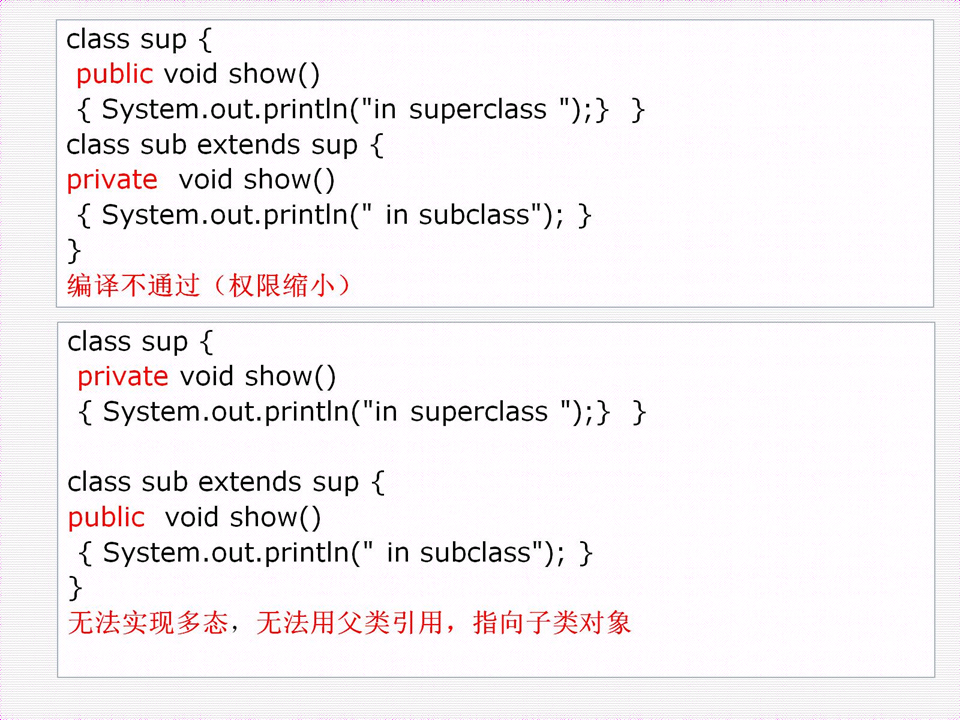 class sup {
public void show()
{ System.out.println("in superclass ");} }
class sub extends sup {
private void show()
{ System.out.println(" in subclass"); }
}
编译不通过（权限缩小）
class sup {
private void show()
{ System.out.println("in superclass ");} }
class sub extends sup {
public void show()
{ System.out.println(" in subclass"); }
}
无法实现多态，无法用父类引用，指向子类对象